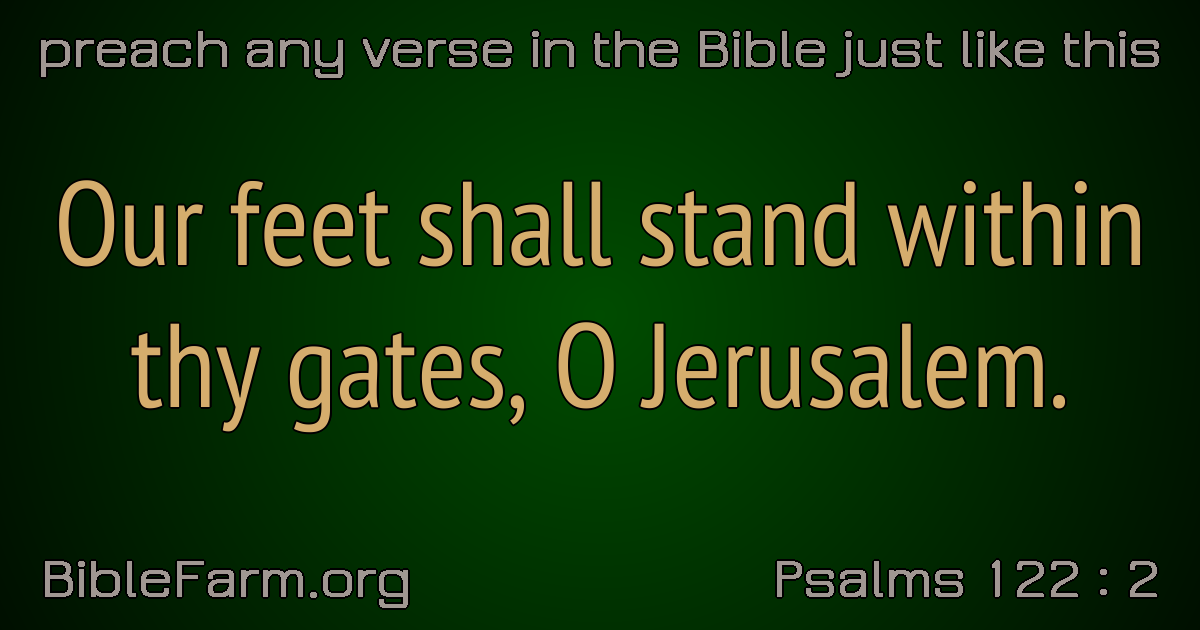 preach any verse in the Bible just like this
Our feet shall stand within
thy gates, O Jerusalem.
BibleFarm.org
Psalms 122 : 2